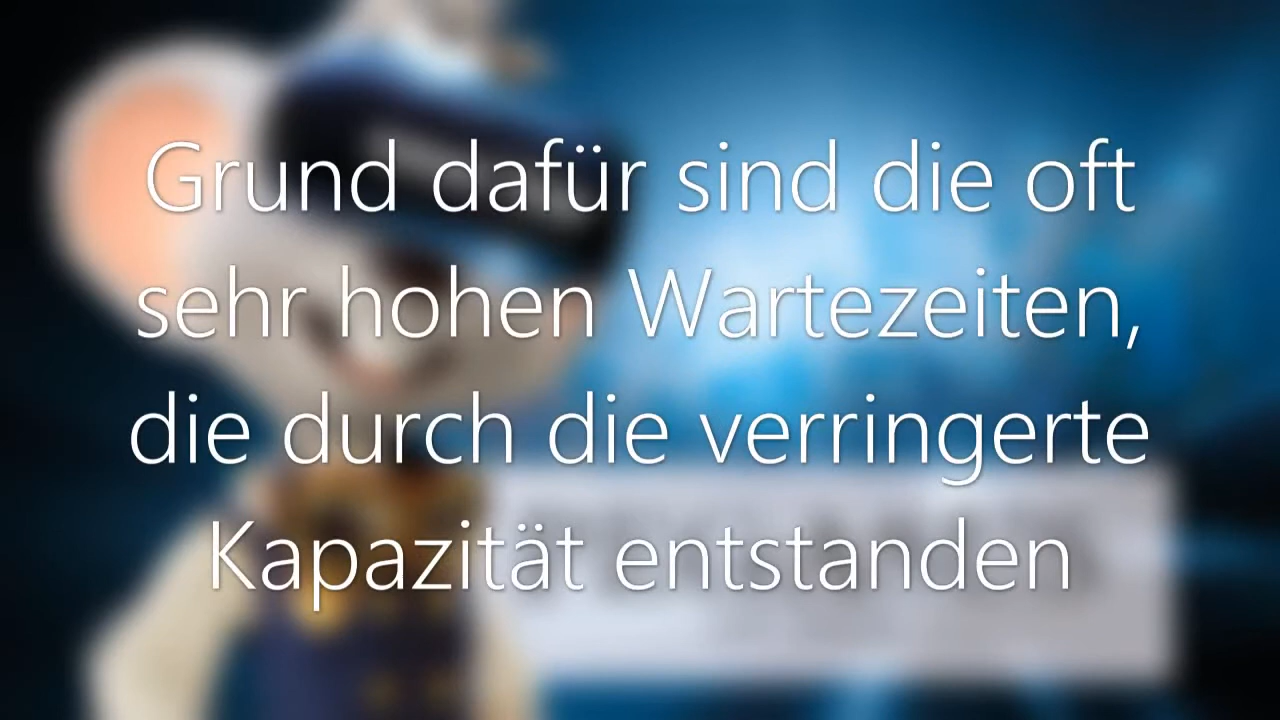 Grund dafür sind die oft
sehr hohen Wartezeiten,
die durch die verringerte
Kapazität entstanden